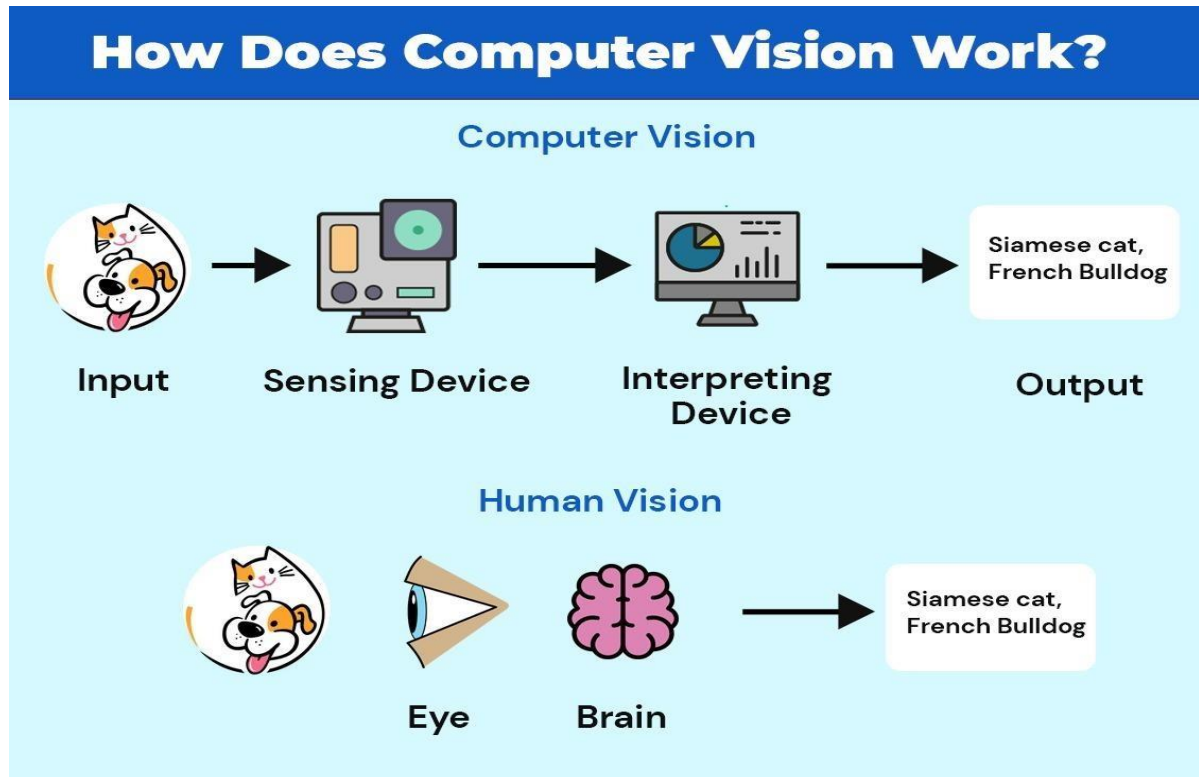 How Does Computer Vision Work?
Computer Vision
Siamese cat,
French Bulldog
Input
Sensing Device
Interpreting
Device
Output
Human Vision
Siamese cat,
French Bulldog
Eye
Brain